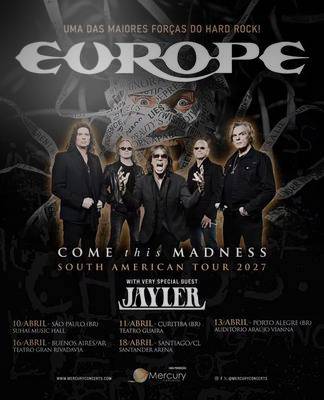 UMA DAS MAIORES FORÇAS DO HARD ROCK!
EUROPE
COME this MADNESS
SOUTH AMERICAN TOUR 2027
WITH VERY SPECIAL GUEST
JAYLER
10/ABRIL - SÃO PAULO (BR)
SUHAI MUSIC HALL
11/ABRIL - CURITIBA (BR)
TEATRO GUAIRA
13/ABRIL - PORTO ALEGRE (BR)
AUDITÓRIO ARAÚJO VIANNA
16/ABRIL - BUENOS AIRES/AR
TEATRO GRAN RIVADAVIA
18/ABRIL - SANTIAGO/CL
SANTANDER ARENA
WWW.MERCURYCONCERTS.COM
Mercury
@MERCURYCONCERTS